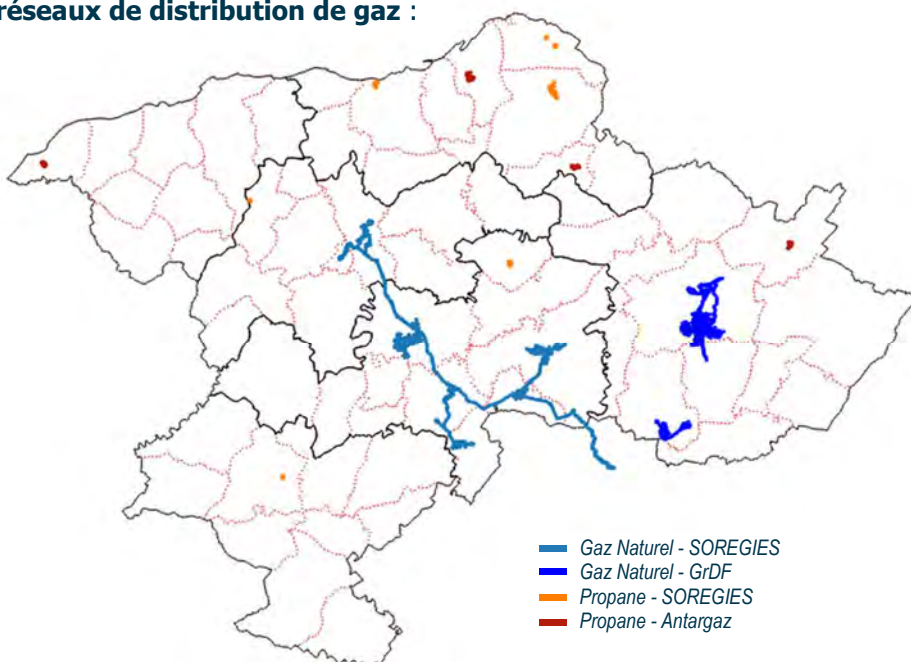 réseaux de distribution de gaz :
Gaz Naturel - SOREGIES
Gaz Naturel - GrDF
Propane - SOREGIES
Propane - Antargaz